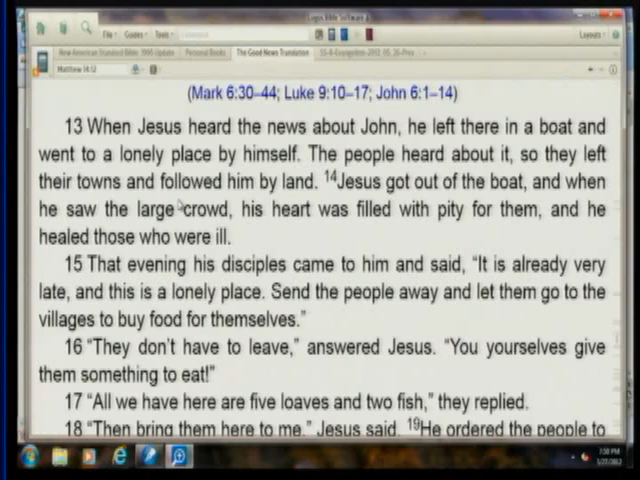 Logos Bible Software 4
File Guides Tools Command Layouts
New American Standard Bible: 1995 Update Personal Books The Good News Translation
Matthew 14:12
(Mark 6:30–44; Luke 9:10–17; John 6:1–14)
13 When Jesus heard the news about John, he left there in a boat and
went to a lonely place by himself. The people heard about it, so they left
their towns and followed him by land. 14Jesus got out of the boat, and when
he saw the large crowd, his heart was filled with pity for them, and he
healed those who were ill.
15 That evening his disciples came to him and said, “It is already very
late, and this is a lonely place. Send the people away and let them go to the
villages to buy food for themselves.”
16 “They don’t have to leave,” answered Jesus. “You yourselves give
them something to eat!”
17 “All we have here are five loaves and two fish,” they replied.
18 “Then bring them here to me,” Jesus said. 19He ordered the people to
7:58 PM
5/27/2012